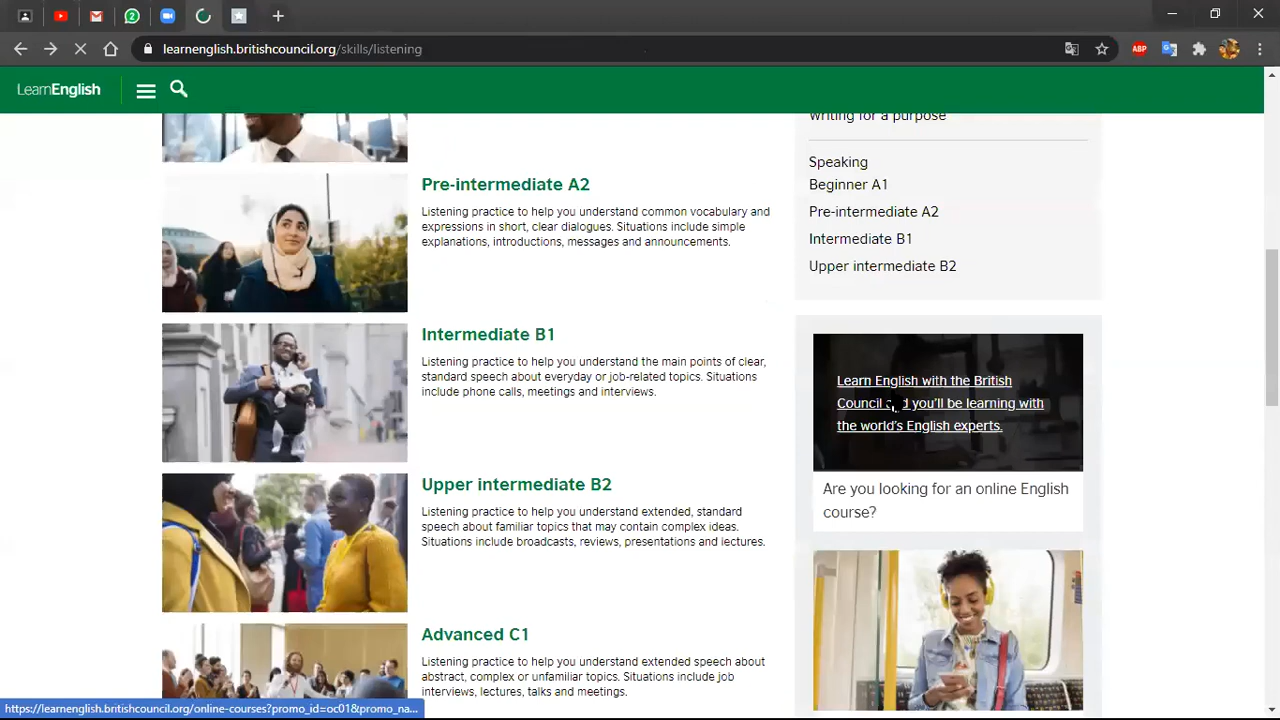 2
learnenglish.britishcouncil.org/skills/listening
ABP
LearnEnglish
Writing for a purpose
Pre-intermediate A2
Listening practice to help you understand common vocabulary and
expressions in short, clear dialogues. Situations include simple
explanations, introductions, messages and announcements.
Intermediate B1
Listening practice to help you understand the main points of clear,
standard speech about everyday or job-related topics. Situations
include phone calls, meetings and interviews.
Upper intermediate B2
Listening practice to help you understand extended, standard
speech about familiar topics that may contain complex ideas.
Situations include broadcasts, reviews, presentations and lectures.
Advanced C1
Listening practice to help you understand extended speech about
abstract, complex or unfamiliar topics. Situations include job
interviews, lectures, talks and meetings.
Speaking
Beginner A1
Pre-intermediate A2
Intermediate B1
Upper intermediate B2
Learn English with the British
Council and you'll be learning with
the world's English experts.
Are you looking for an online English
course?
https://learnenglish.britishcouncil.org/online-courses?promo_id=oc018&promo_na...